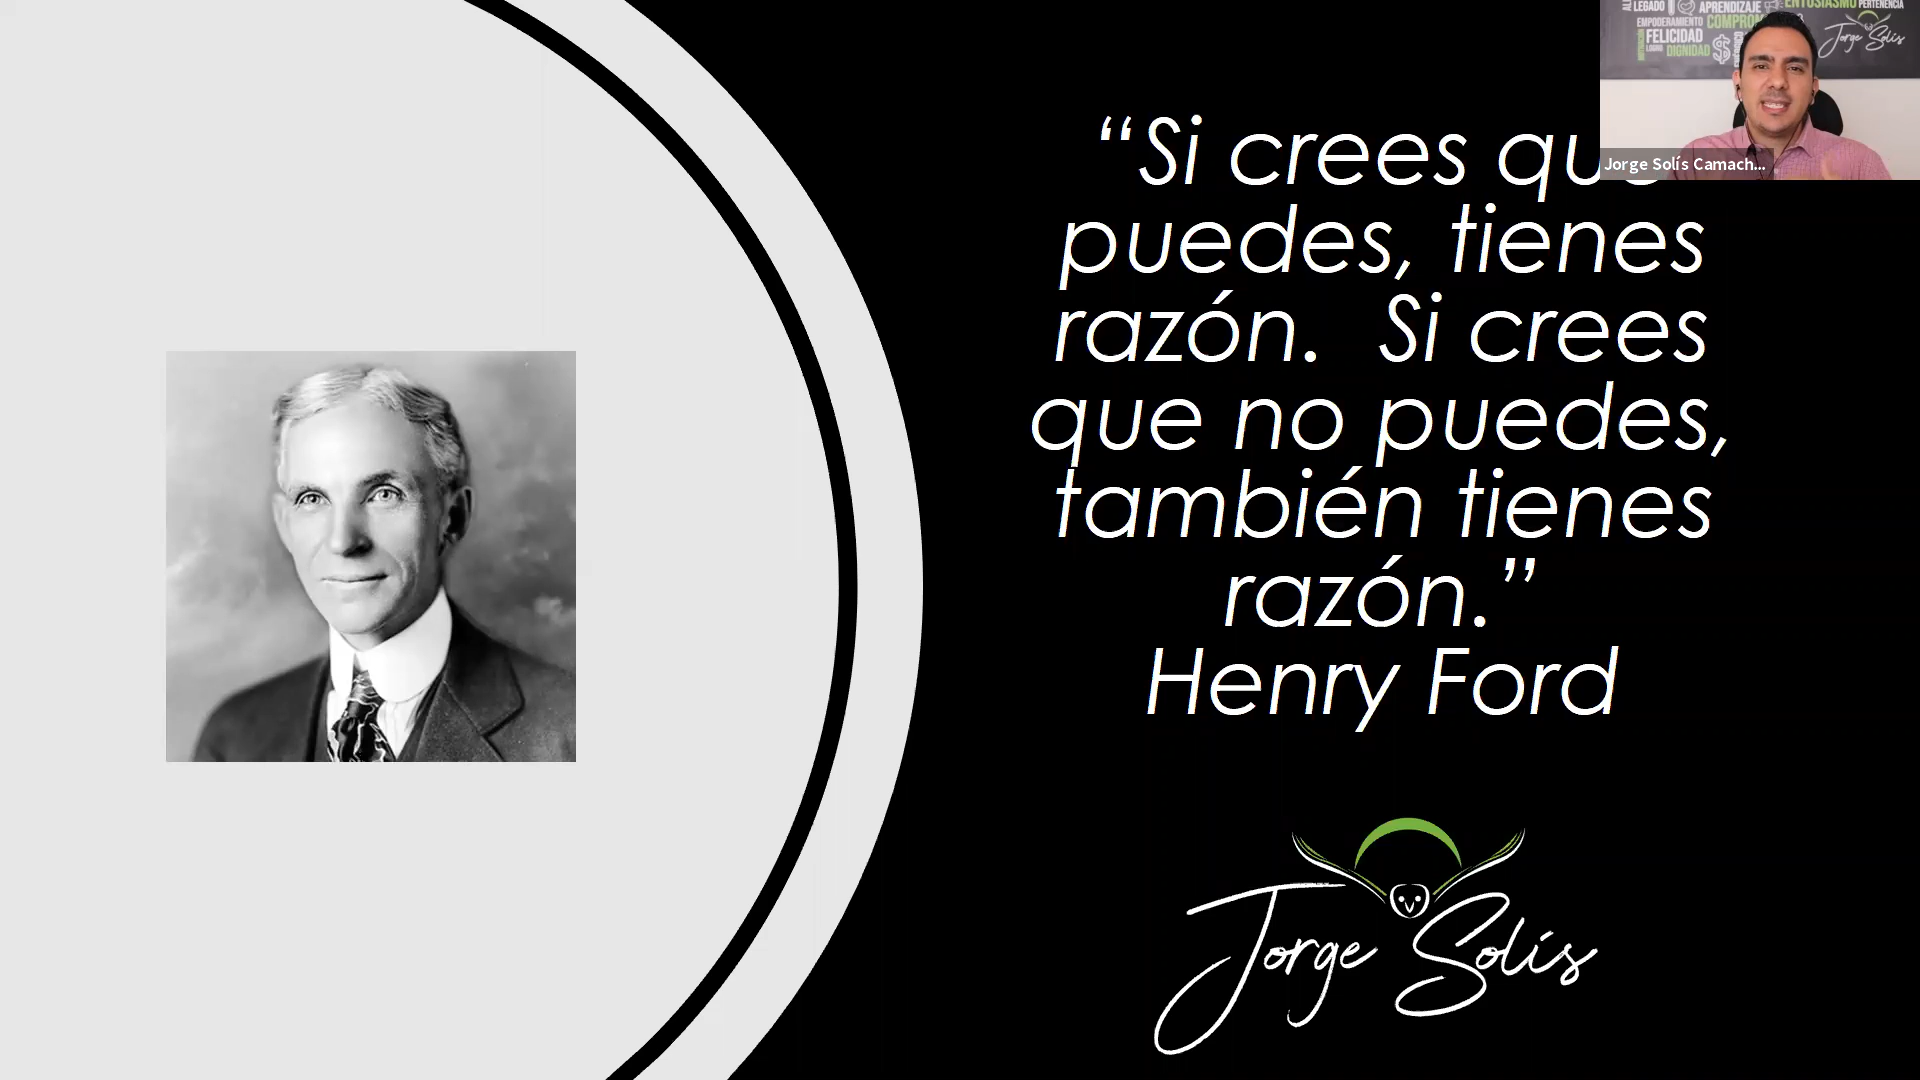 “Si crees que
puedes, tienes
razón.  Si crees
que no puedes,
también tienes
razón.”
Henry Ford
Jorge Solís
LEGADO
APRENDIZAJE
ENTUSIASMO
PERTENENCIA
EMPODERAMIENTO
FELICIDAD
LOGRO
DIGNIDAD
Jorge Solís
Jorge Solís Camach...